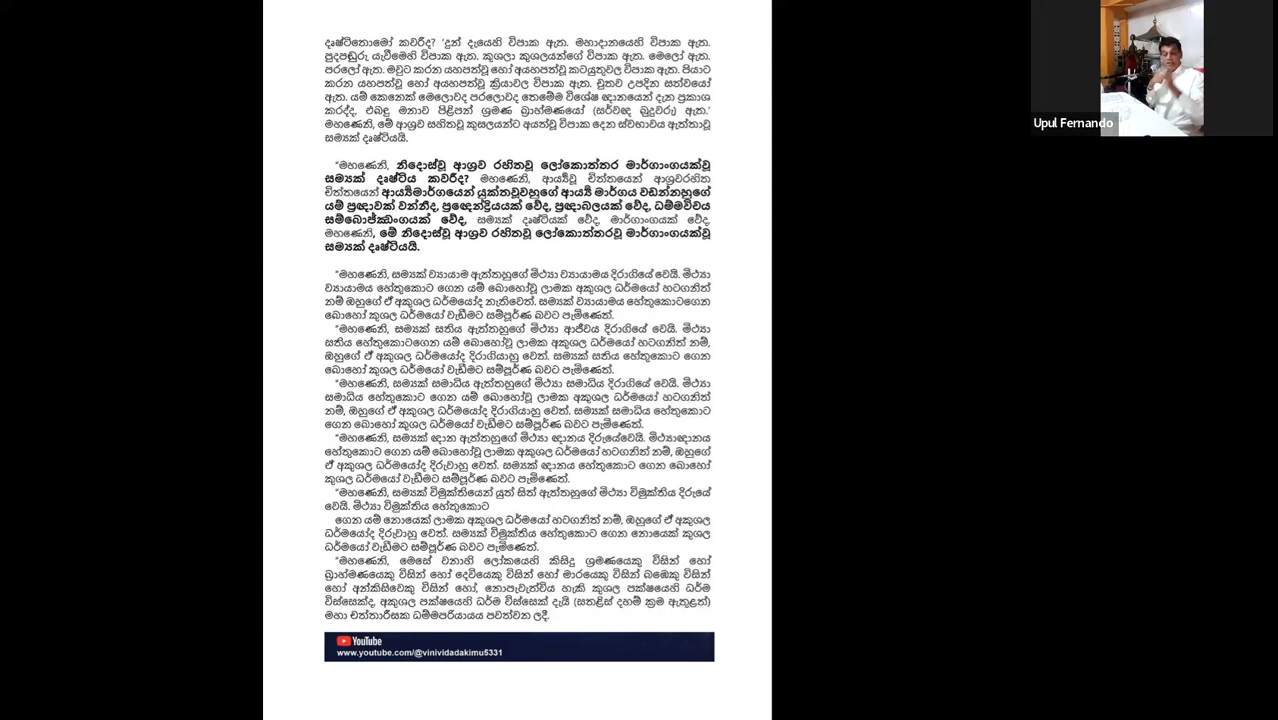 දෘෂ්ටිතොමෝ කවරීද? ‘දුන් දැයෙහි විපාක ඇත. මහාදානයෙහි විපාක ඇත.
පුදපඬුරු යැවීමෙහි විපාක ඇත. කුශලා කුශලයන්ගේ විපාක ඇත. මෙලෝ ඇත.
පරලෝ ඇත. මවුට කරන යහපත්වූ හෝ අයහපත්වූ කටයුතුවල විපාක ඇත. පියාට
කරන යහපත්වූ හෝ අයහපත්වූ ක්‍රියාවල විපාක ඇත. චුතව උපදින සත්වයෝ
ඇත. යම් කෙනෙක් මෙලොවද පරලොවද තෙමේම විශේෂ ඥානයෙන් දැන ප්‍රකාශ
කරද්ද, එබඳු මනාව පිළිපන් ශ්‍රමණ බ්‍රාහ්මණයෝ (සර්වඥ බුදුවරු) ඇත.’
මහණෙනි, මේ ආශ්‍රව සහිතවූ කුසලයන්ට අයත්වූ විපාක දෙන ස්වභාවය ඇත්තාවූ
සම්‍යක් දෘෂ්ටියයි.
“මහණෙනි, නිදොස්වූ ආශ්‍රව රහිතවූ ලෝකොත්තර මාර්ගාංගයක්වූ
සම්‍යක් දෘෂ්ටිය කවරීද? මහණෙනි, ආර්‍ය්‍යවූ චිත්තයෙන් ආශ්‍රවරහිත
චිත්තයෙන් ආර්‍ය්‍යමාර්ගයෙන් යුක්තවූවහුගේ ආර්‍ය්‍ය මාර්ගය වඩන්නහුගේ
යම් ප්‍රඥාවක් වන්නීද, ප්‍රඥෙන්ද්‍රියයක් වේද, ප්‍රඥාබලයක් වේද, ධම්මවිචය
සම්බොජ්ඣංගයක් වේද, සම්‍යක් දෘෂ්ටියක් වේද, මාර්ගාංගයක් වේද,
මහණෙනි, මේ නිදොස්වූ ආශ්‍රව රහිතවූ ලෝකොත්තරවූ මාර්ගාංගයක්වූ
සම්‍යක් දෘෂ්ටියයි.
“මහණෙනි, සම්‍යක් ව්‍යායාම ඇත්තහුගේ මිථ්‍යා ව්‍යායාමය දිරාගියේ වෙයි. මිථ්‍යා
ව්‍යායාමය හේතුකොට ගෙන යම් බොහෝවූ ලාමක අකුශල ධර්මයෝ හටගනිත්
නම් ඔහුගේ ඒ අකුශල ධර්මයෝද නැතිවෙත්. සම්‍යක් ව්‍යායාමය හේතුකොටගෙන
බොහෝ කුශල ධර්මයෝ වැඩීමට සම්පූර්ණ බවට පැමිණෙත්.
“මහණෙනි, සම්‍යක් සතිය ඇත්තහුගේ මිථ්‍යා ආජීවය දිරාගියේ වෙයි. මිථ්‍යා
සතිය හේතුකොටගෙන යම් බොහෝවූ ලාමක අකුශල ධර්මයෝ හටගනිත් නම්,
ඔහුගේ ඒ අකුශල ධර්මයෝද දිරාගියාහු වෙත්. සම්‍යක් සතිය හේතුකොට ගෙන
බොහෝ කුශල ධර්මයෝ වැඩීමට සම්පූර්ණ බවට පැමිණෙත්.
“මහණෙනි, සම්‍යක් සමාධිය ඇත්තහුගේ මිථ්‍යා සමාධිය දිරාගියේ වෙයි. මිථ්‍යා
සමාධිය හේතුකොට ගෙන යම් බොහෝවූ ලාමක අකුශල ධර්මයෝ හටගනිත්
නම්, ඔහුගේ ඒ අකුශල ධර්මයෝද දිරාගියාහු වෙත්. සම්‍යක් සමාධිය හේතුකොට
ගෙන බොහෝ කුශල ධර්මයෝ වැඩීමට සම්පූර්ණ බවට පැමිණෙත්.
“මහණෙනි, සම්‍යක් ඥාන ඇත්තහුගේ මිථ්‍යා ඥානය දිරුයේවෙයි. මිථ්‍යාඥානය
හේතුකොට ගෙන යම් බොහෝවූ ලාමක අකුශල ධර්මයෝ හටගනිත් නම්, ඔහුගේ
ඒ අකුශල ධර්මයෝද දිරුවාහු වෙත්. සම්‍යක් ඥානය හේතුකොට ගෙන බොහෝ
කුශල ධර්මයෝ වැඩීමට සම්පූර්ණ බවට පැමිණෙත්.
“මහණෙනි, සම්‍යක් විමුක්තියෙන් යුත් සිත් ඇත්තහුගේ මිථ්‍යා විමුක්තිය දිරුයේ
වෙයි. මිථ්‍යා විමුක්තිය හේතුකොට
ගෙන යම් නොයෙක් ලාමක අකුශල ධර්මයෝ හටගනිත් නම්, ඔහුගේ ඒ අකුශල
ධර්මයෝද දිරුවාහු වෙත්. සම්‍යක් විමුක්තිය හේතුකොට ගෙන නොයෙක් කුශල
ධර්මයෝ වැඩීමට සම්පූර්ණ බවට පැමිණෙත්.
“මහණෙනි, මෙසේ වනාහි ලෝකයෙහි කිසිදු ශ්‍රමණයෙකු විසින් හෝ
බ්‍රාහ්මණයෙකු විසින් හෝ දෙවියෙකු විසින් හෝ මාරයෙකු විසින් බඹෙකු විසින්
හෝ අන්කිසිවෙකු විසින් හෝ, නොපැවැත්විය හැකි කුශල පක්ෂයෙහි ධර්ම
විස්සෙක්ද, අකුශල පක්ෂයෙහි ධර්ම විස්සෙක් දැයි (සතළිස් දහම් ක්‍රම ඇතුළත්)
මහා චත්තාරීසක ධම්මපරියායය පවත්වන ලදී.
YouTube
www.youtube.com/@vinividadakimu5331
Upul Fernando